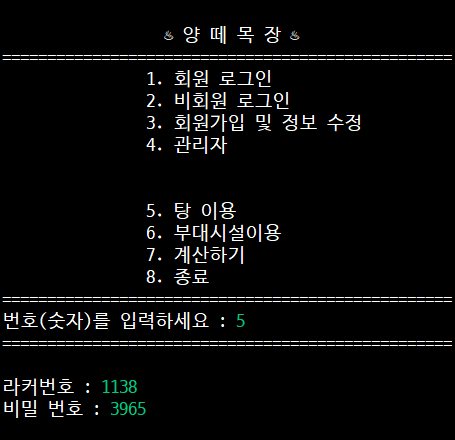 ♨ 양 떼 목 장 ♨
==================================================
1. 회원 로그인
2. 비회원 로그인
3. 회원가입 및 정보 수정
4. 관리자
5. 탕 이용
6. 부대시설이용
7. 계산하기
8. 종료
==================================================
번호(숫자)를 입력하세요 : 5
==================================================
라커번호 : 1138
비밀 번호 : 3965